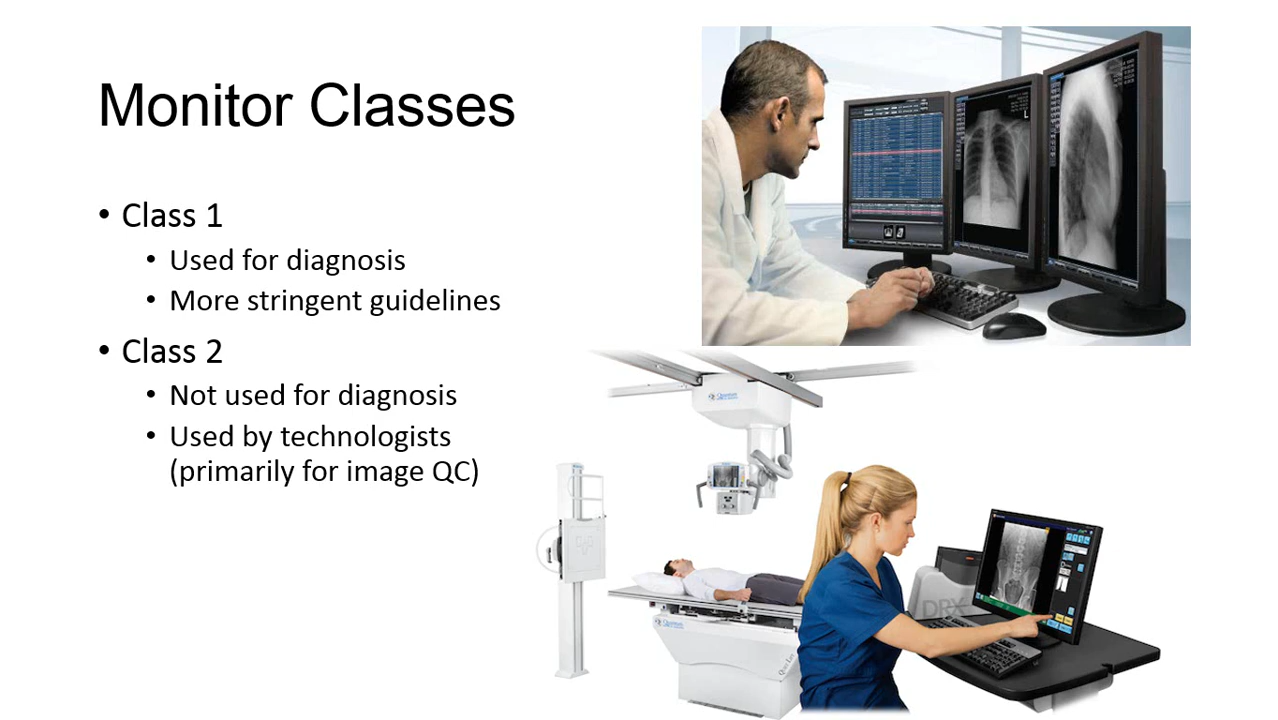 Monitor Classes
• Class 1
• Used for diagnosis
• More stringent guidelines
• Class 2
• Not used for diagnosis
• Used by technologists
(primarily for image QC)
L
DRX